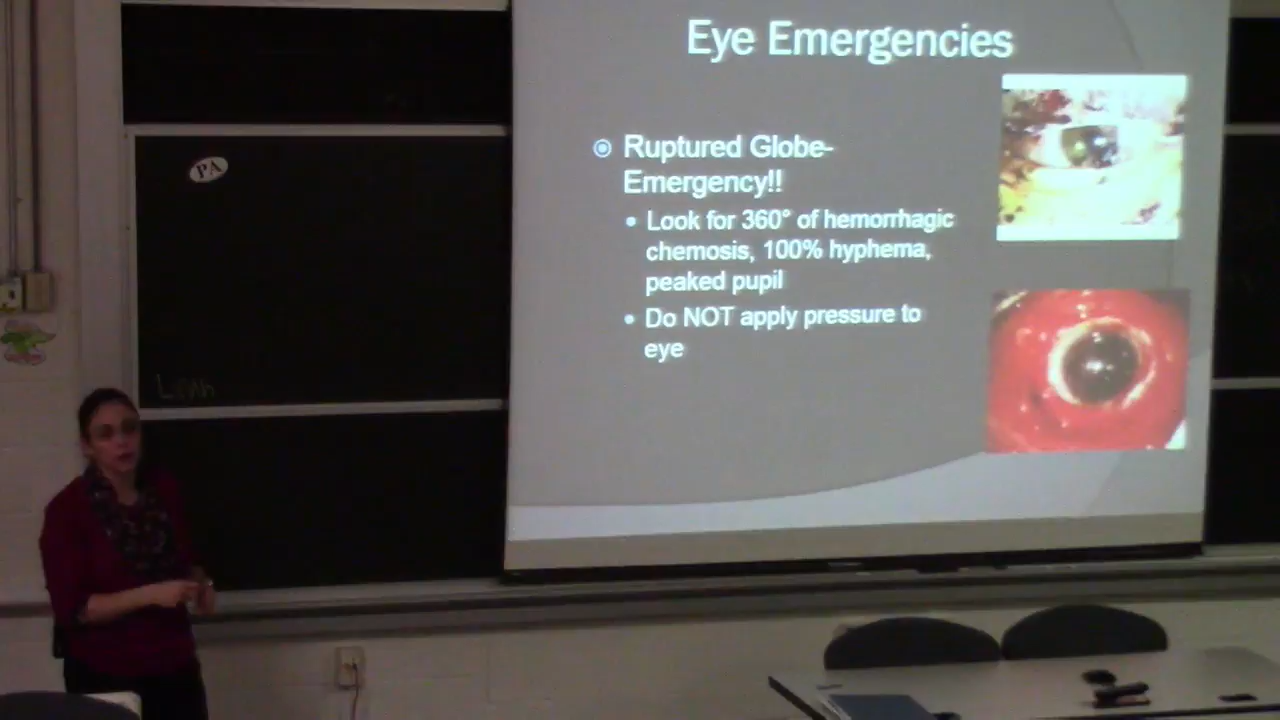 Eye Emergencies
Ruptured Globe-
Emergency!!
Look for 360° of hemorrhagic
chemosis, 100% hyphema,
peaked pupil
Do NOT apply pressure to
eye
PA
Leah